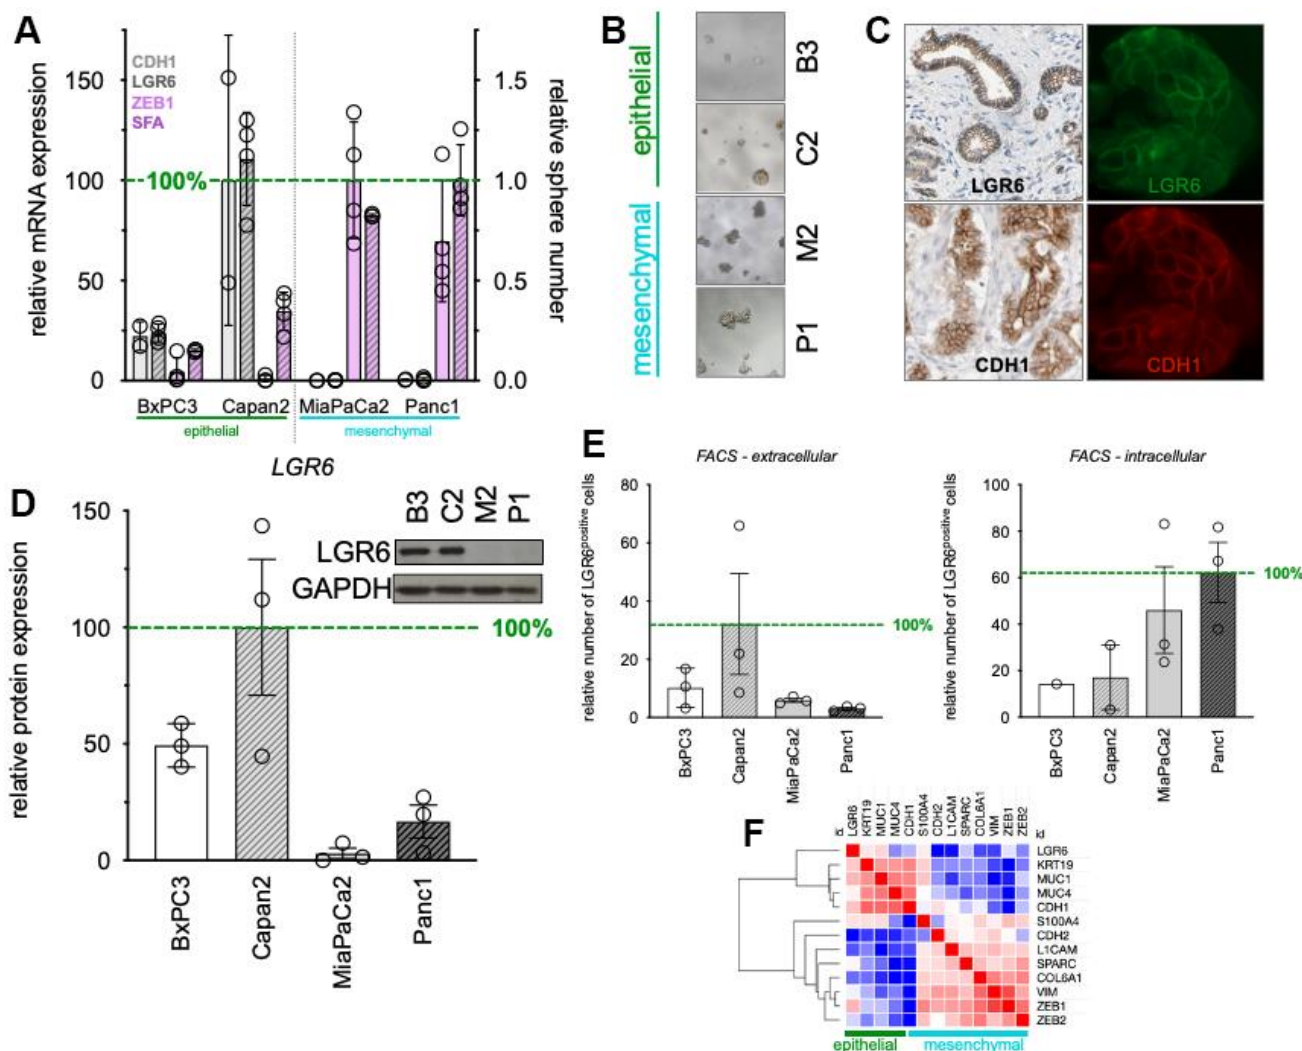 A
relative mRNA expression
150
100
50
0
CDH1
LGR6
ZEB1
SFA
100%
1.5
1.0
0.5
0.0
relative sphere number
BxPC3
Capan2
MiaPaCa2
Panc1
epithelial
mesenchymal
B
epithelial
mesenchymal
B3
C2
M2
P1
C
LGR6
LGR6
CDH1
CDH1
D
LGR6
relative protein expression
150
100
50
0
B3
C2
M2
P1
LGR6
GAPDH
100%
BxPC3
Capan2
MiaPaCa2
Panc1
E
FACS - extracellular
relative number of LGR6positive cells
80
60
40
20
0
100%
BxPC3
Capan2
MiaPaCa2
Panc1
FACS - intracellular
relative number of LGR6positive cells
100
80
60
40
20
0
100%
BxPC3
Capan2
MiaPaCa2
Panc1
F
id
LGR6
KRT19
MUC1
MUC4
CDH1
S100A4
CDH2
L1CAM
SPARC
COL6A1
VIM
ZEB1
ZEB2
id
LGR6
KRT19
MUC1
MUC4
CDH1
S100A4
CDH2
L1CAM
SPARC
COL6A1
VIM
ZEB1
ZEB2
epithelial
mesenchymal